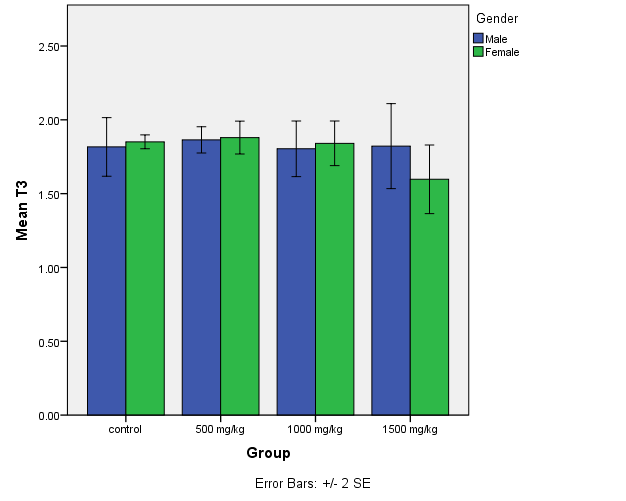 Gender
Male
Female
2.50
2.00
1.50
1.00
0.50
0.00
Mean T3
control 500 mg/kg 1000 mg/kg 1500 mg/kg
Group
Error Bars: +/- 2 SE